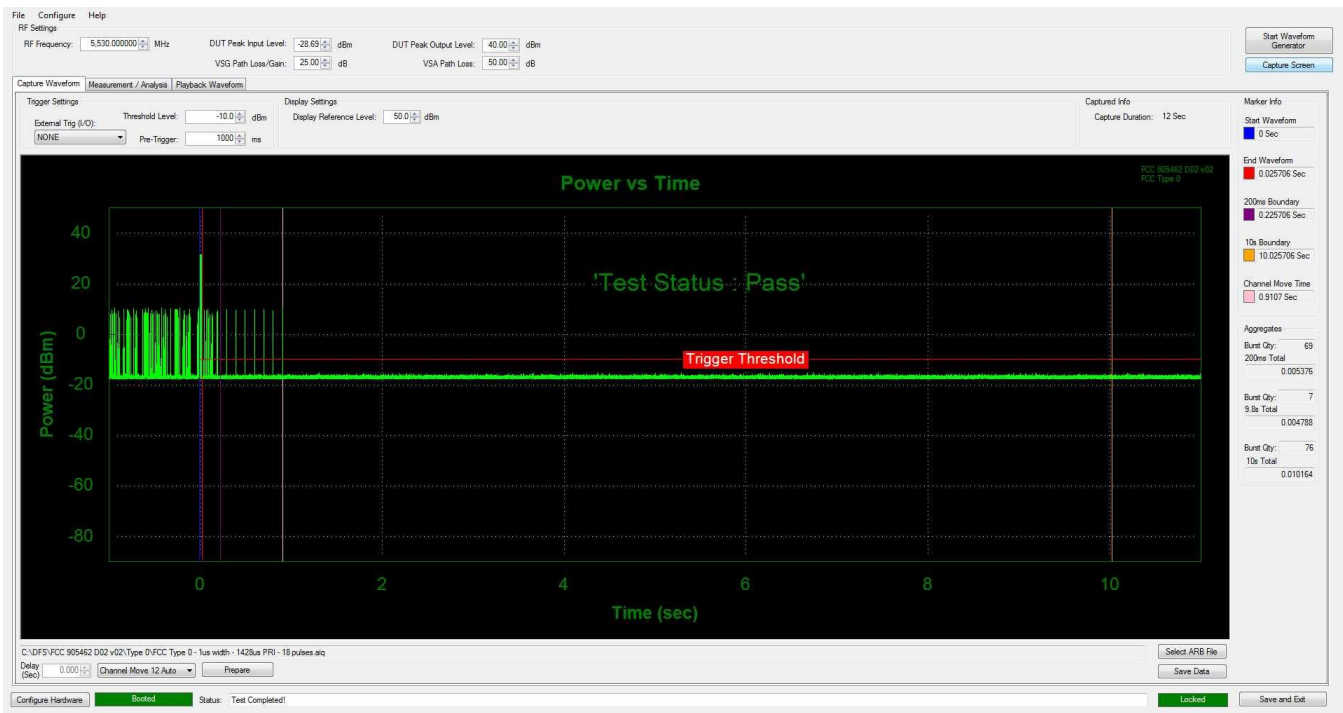 File Configure Help
RF Settings
RF Frequency: 5,530.000000 MHz DUT Peak Input Level: -28.69 dBm DUT Peak Output Level: 40.00 dBm
VSG Path Loss/Gain: 25.00 dB VSA Path Loss: 50.00 dB
Start Waveform
Generator
Capture Screen
Capture Waveform Measurement / Analysis Playback Waveform
Trigger Settings
External Trig (I/O):
NONE
Threshold Level: -10.0 dBm
Pre-Trigger: 1000 ms
Display Settings
Display Reference Level: 50.0 dBm
Captured Info
Capture Duration: 12 Sec
Power vs Time
FCC 905462 D02 v02
FCC Type 0
'Test Status : Pass'
Trigger Threshold
Power (dBm)
40
20
0
-20
-40
-60
-80
0 2 4 6 8 10
Time (sec)
Marker Info
Start Waveform
0 Sec
End Waveform
0.025706 Sec
200ms Boundary
0.225706 Sec
10s Boundary
10.025706 Sec
Channel Move Time
0.9107 Sec
Aggregates
Burst Qty: 69
200ms Total
0.005376
Burst Qty: 7
9.8s Total
0.004788
Burst Qty: 76
10s Total
0.010164
C:\DFS\FCC 905462 D02 v02\Type 0\FCC Type 0 - 1us width - 1428us PRI - 18 pulses.aiq
Select ARB File
Delay
(Sec) 0.000 Channel Move 12 Auto Prepare
Save Data
Configure Hardware Booted Status: Test Completed! Locked Save and Exit